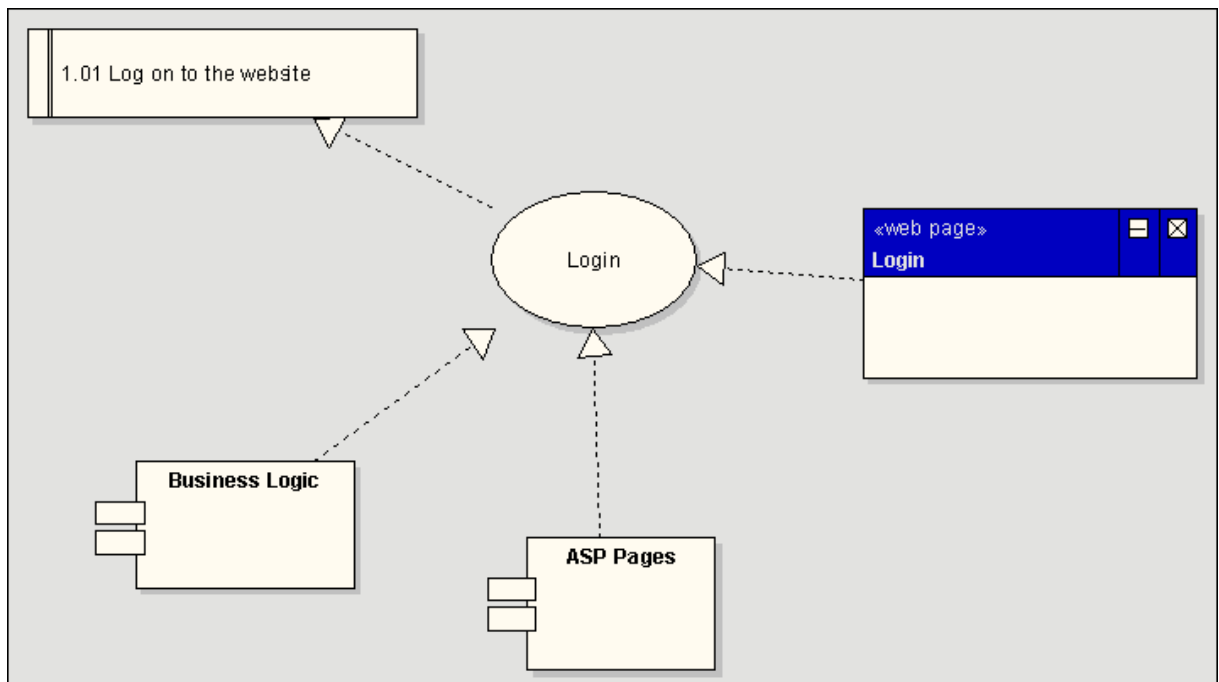 1.01 Log on to the website
Login
«web page»
Login
Business Logic
ASP Pages